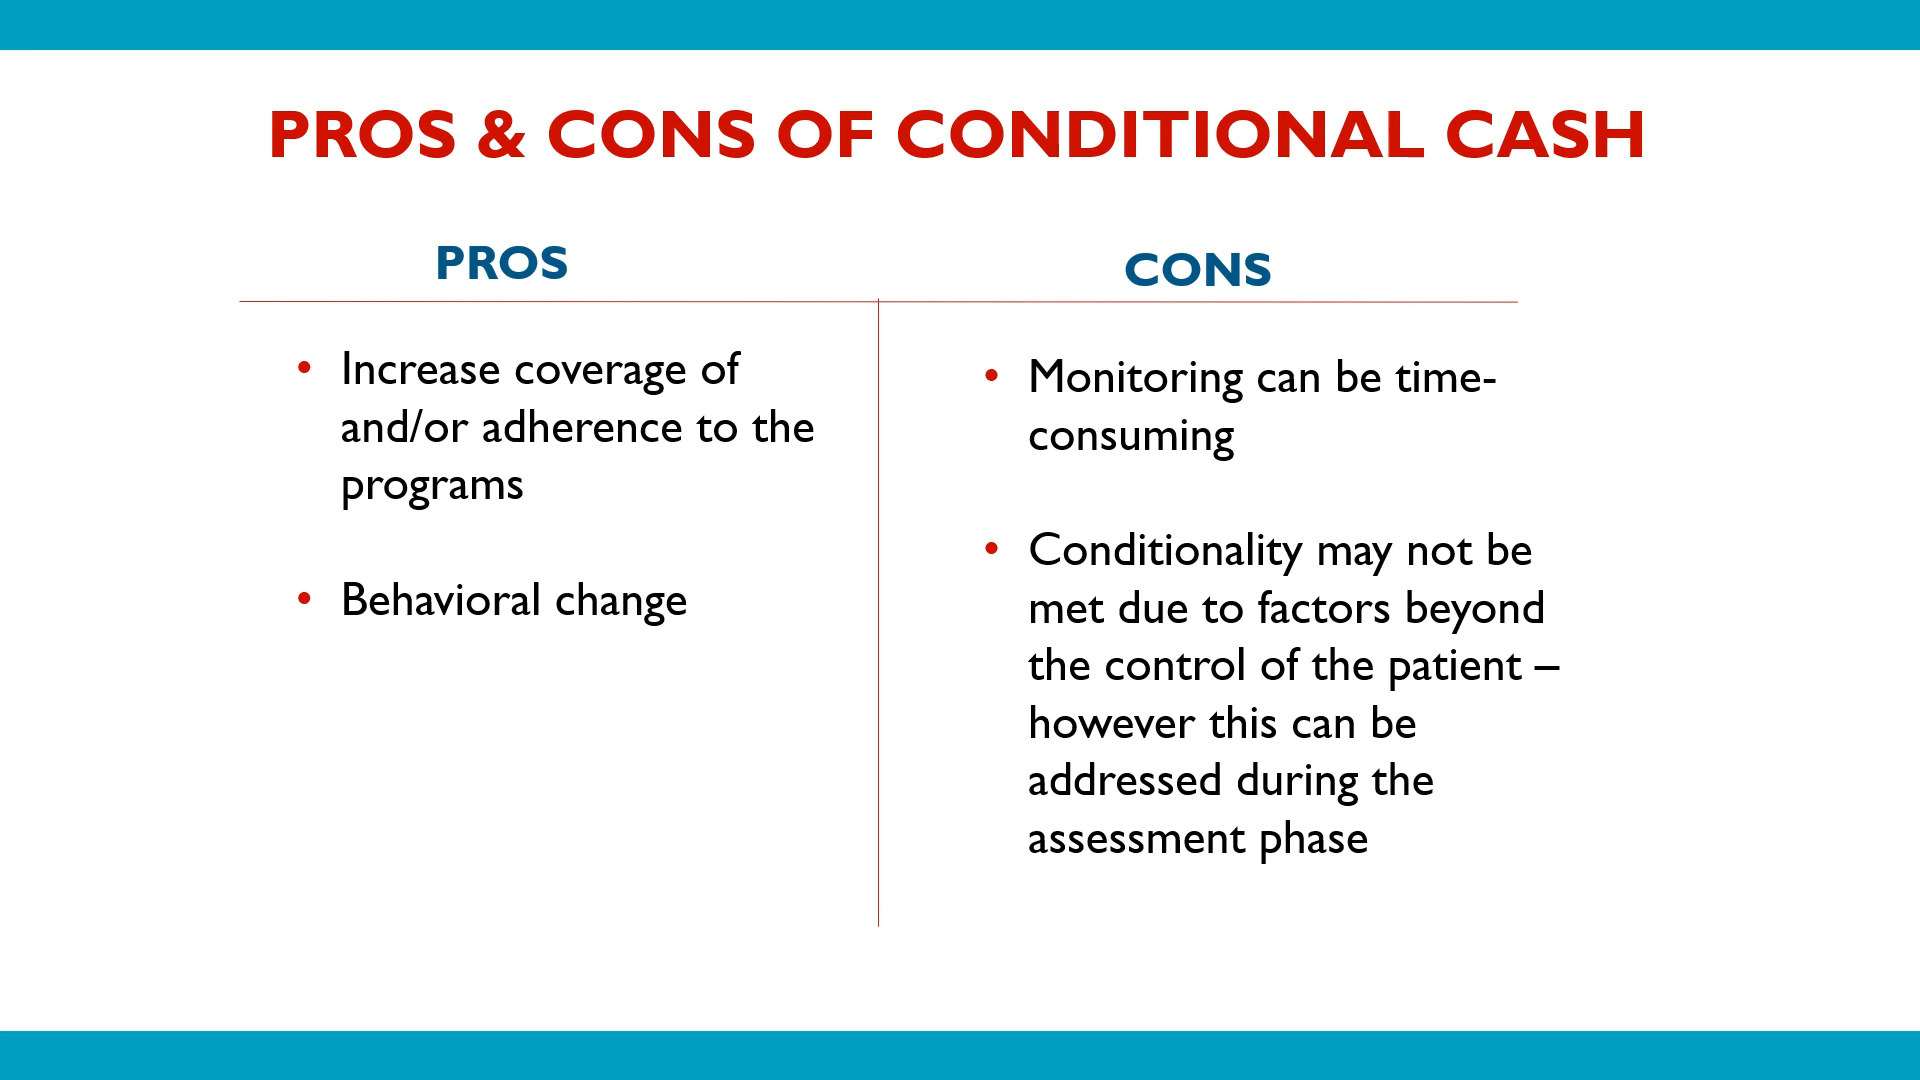 PROS & CONS OF CONDITIONAL CASH
PROS
• Increase coverage of
and/or adherence to the
programs
• Behavioral change
CONS
• Monitoring can be time-
consuming
• Conditionality may not be
met due to factors beyond
the control of the patient –
however this can be
addressed during the
assessment phase